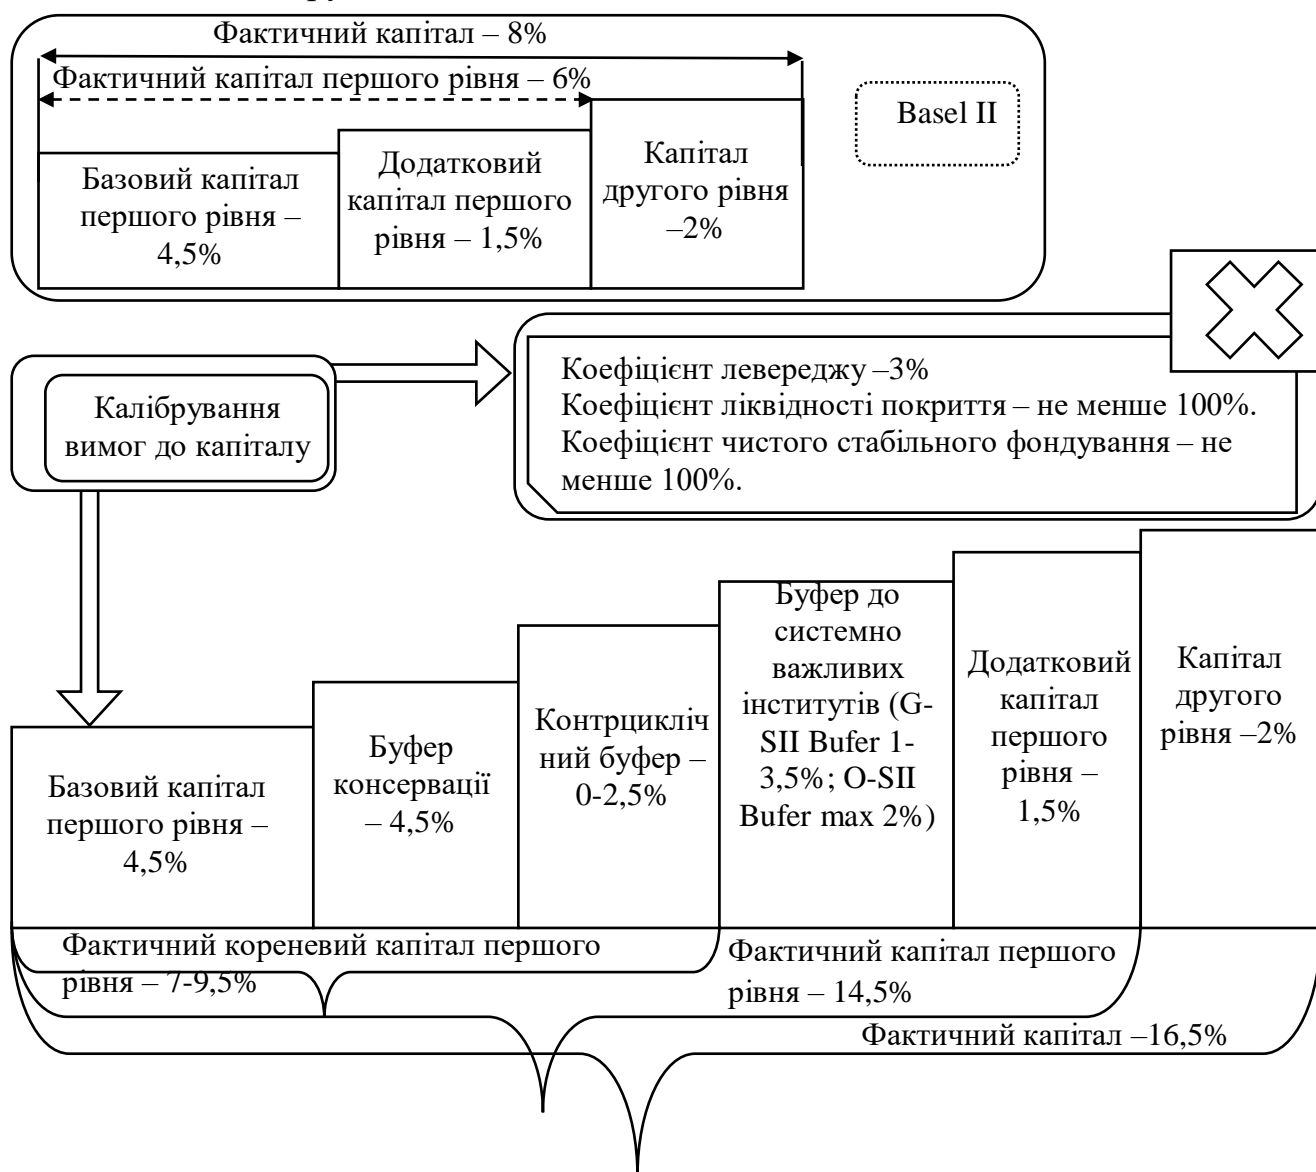 Фактичний капітал – 8%
Фактичний капітал першого рівня – 6%
Базовий капітал
першого рівня –
4,5%
Додатковий
капітал першого
рівня – 1,5%
Капітал
другого рівня
–2%
Basel II
Калібрування
вимог до капіталу
Коефіцієнт левереджу –3%
Коефіцієнт ліквідності покриття – не менше 100%.
Коефіцієнт чистого стабільного фондування – не
менше 100%.
Базовий капітал
першого рівня –
4,5%
Буфер
консервації
– 4,5%
Контрцикліч
ний буфер –
0-2,5%
Буфер до
системно
важливих
інститутів (G-
SII Bufer 1-
3,5%; O-SII
Bufer max 2%)
Додатковий
капітал
першого
рівня –
1,5%
Капітал
другого
рівня –2%
Фактичний кореневий капітал першого
рівня – 7-9,5%
Фактичний капітал першого
рівня – 14,5%
Фактичний капітал –16,5%